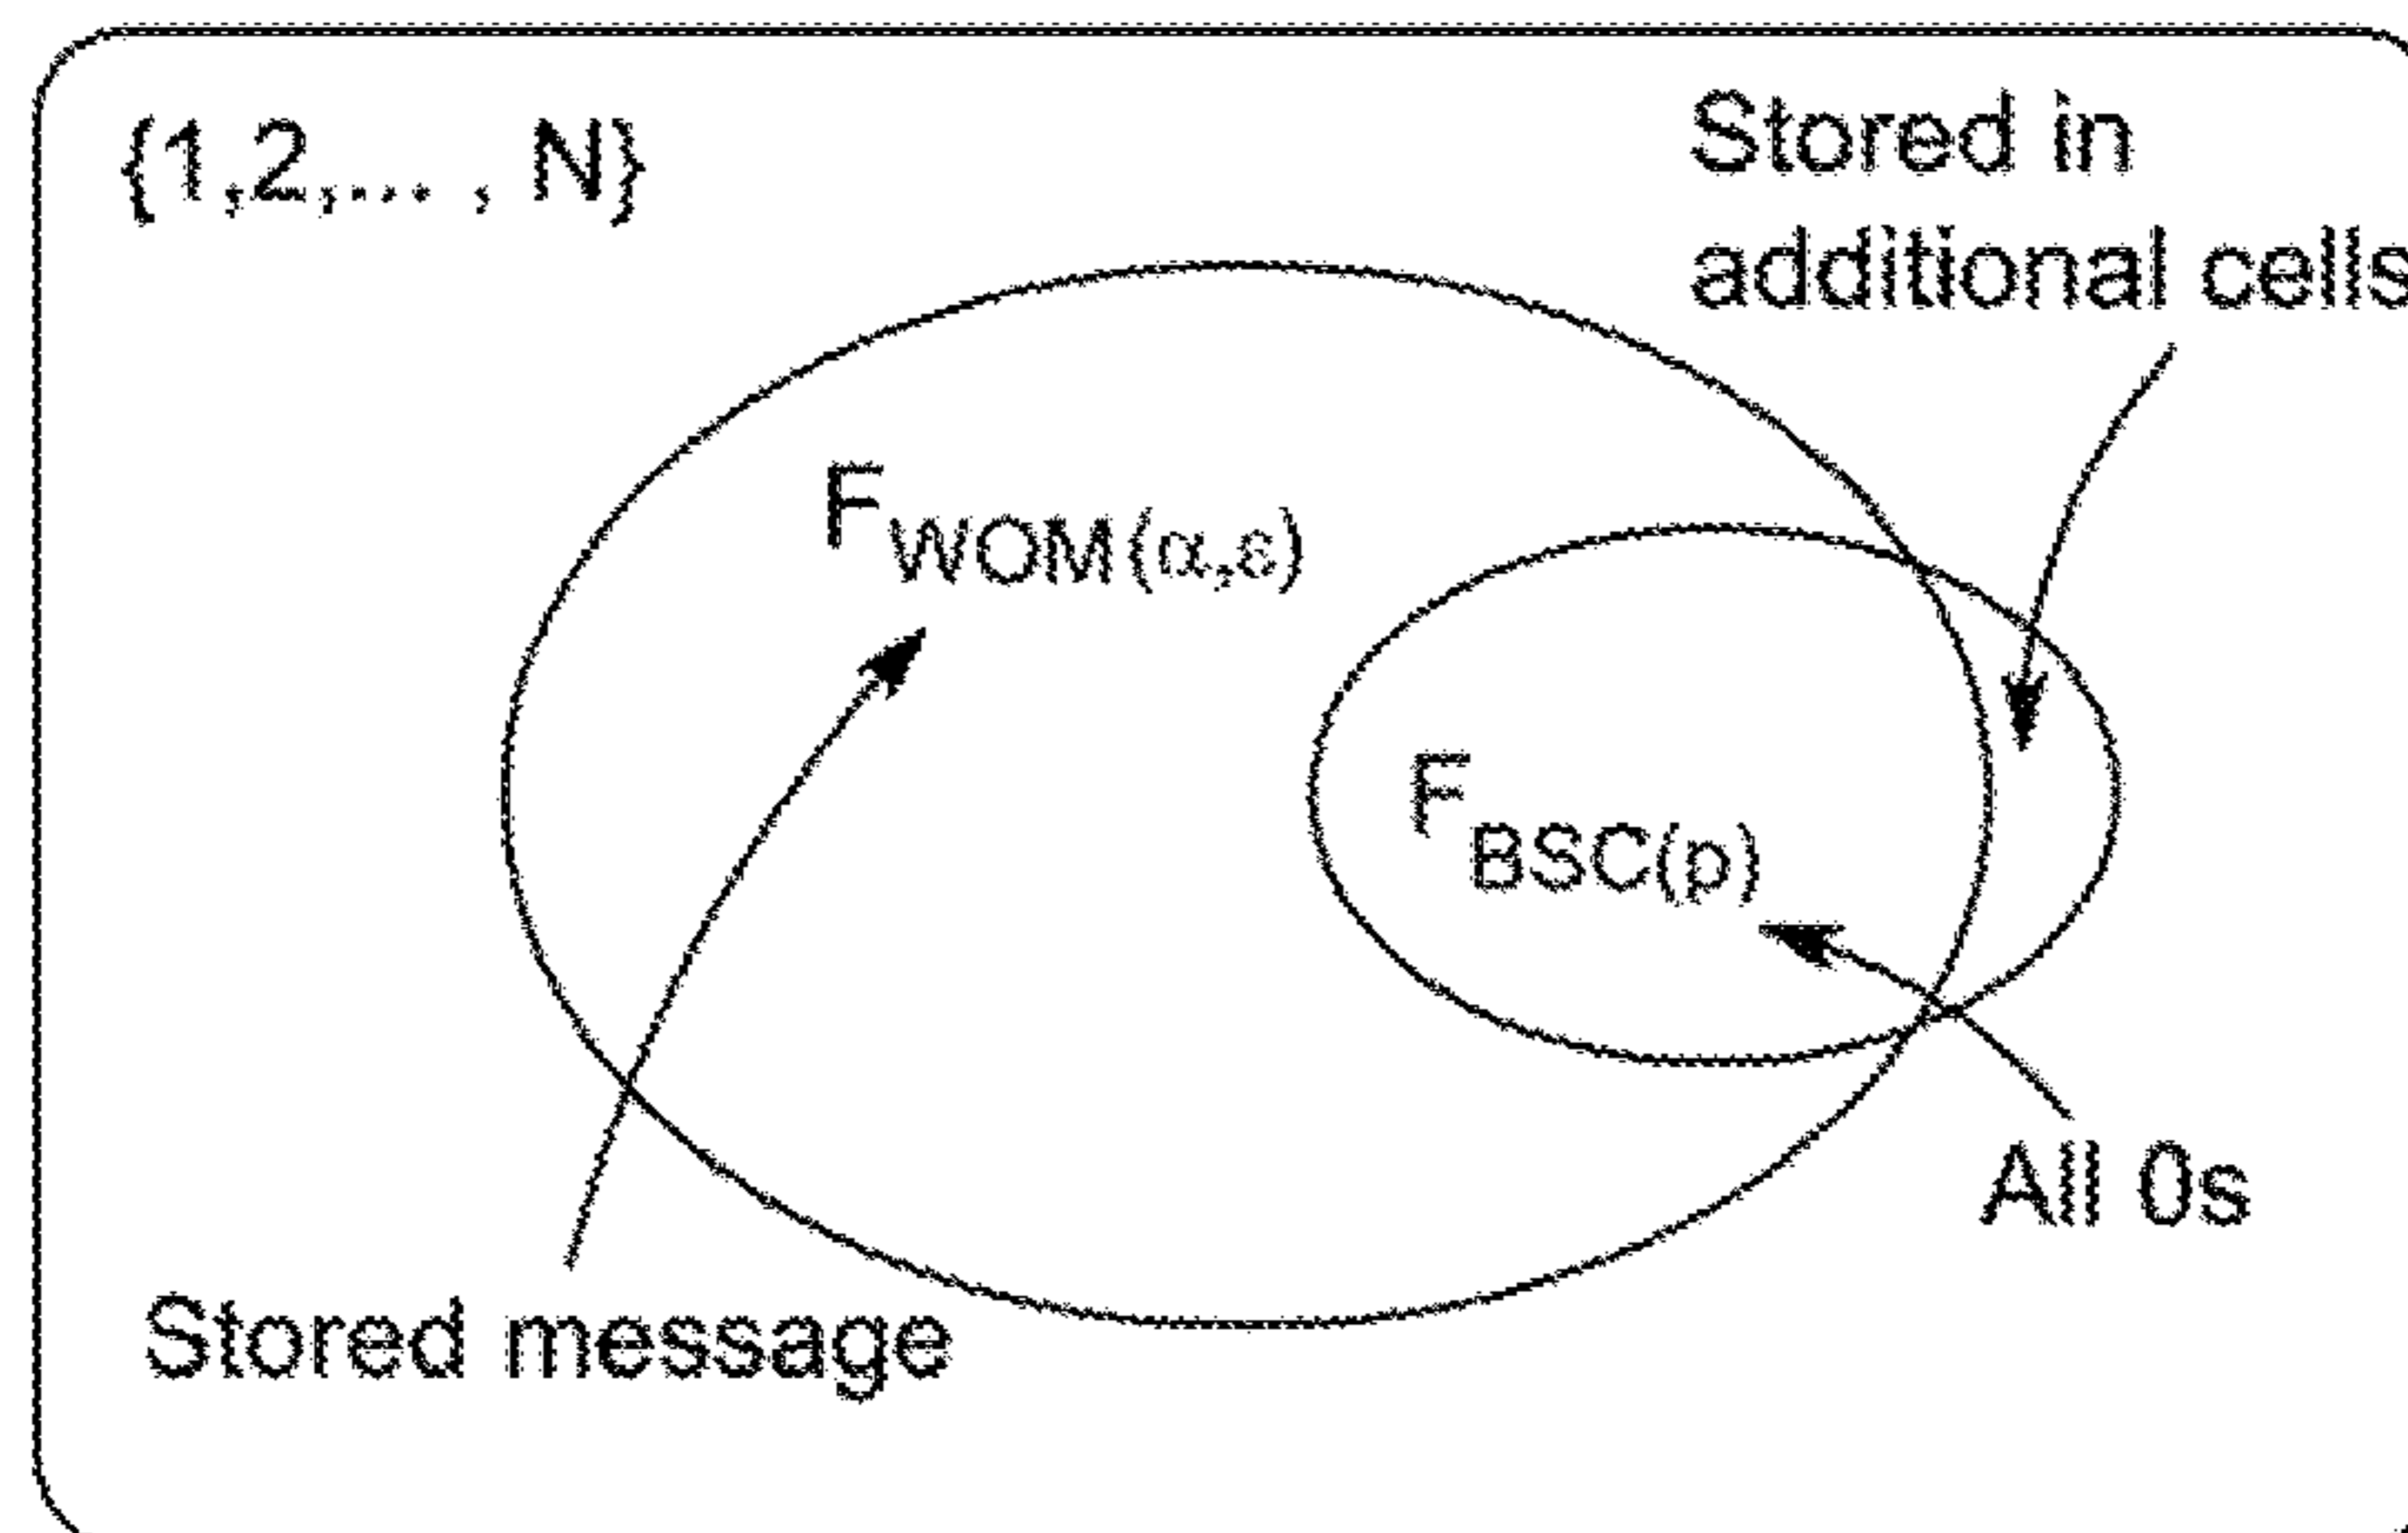 {1,2,... , N}
Stored in
additional cells
F_WOM(α,ε)
F_BSC(p)
All 0s
Stored message